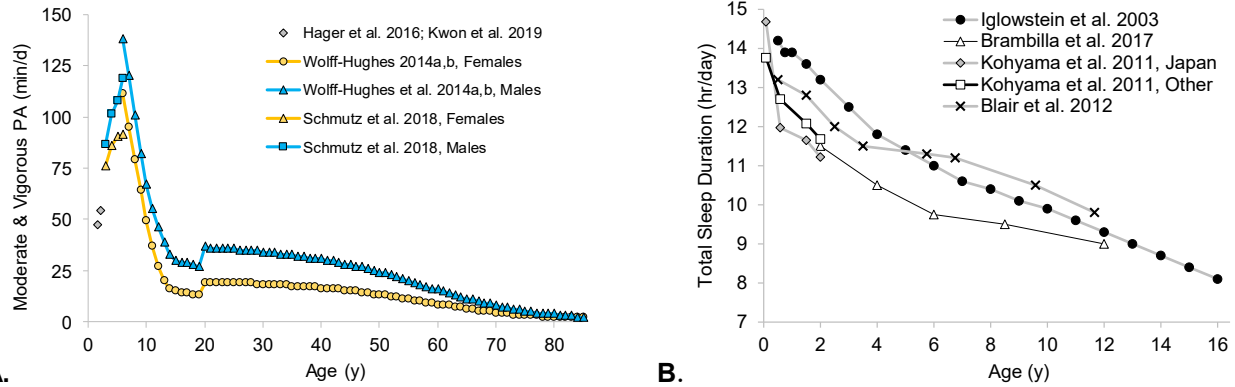 150
125
100
75
50
25
0
Moderate & Vigorous PA (min/d)
Hager et al. 2016; Kwon et al. 2019
Wolff-Hughes 2014a,b, Females
Wolff-Hughes et al. 2014a,b, Males
Schmutz et al. 2018, Females
Schmutz et al. 2018, Males
0 10 20 30 40 50 60 70 80
Age (y)
15
14
13
12
11
10
9
8
7
Total Sleep Duration (hr/day)
Iglowstein et al. 2003
Brambilla et al. 2017
Kohyama et al. 2011, Japan
Kohyama et al. 2011, Other
Blair et al. 2012
0 2 4 6 8 10 12 14 16
Age (y)
B.